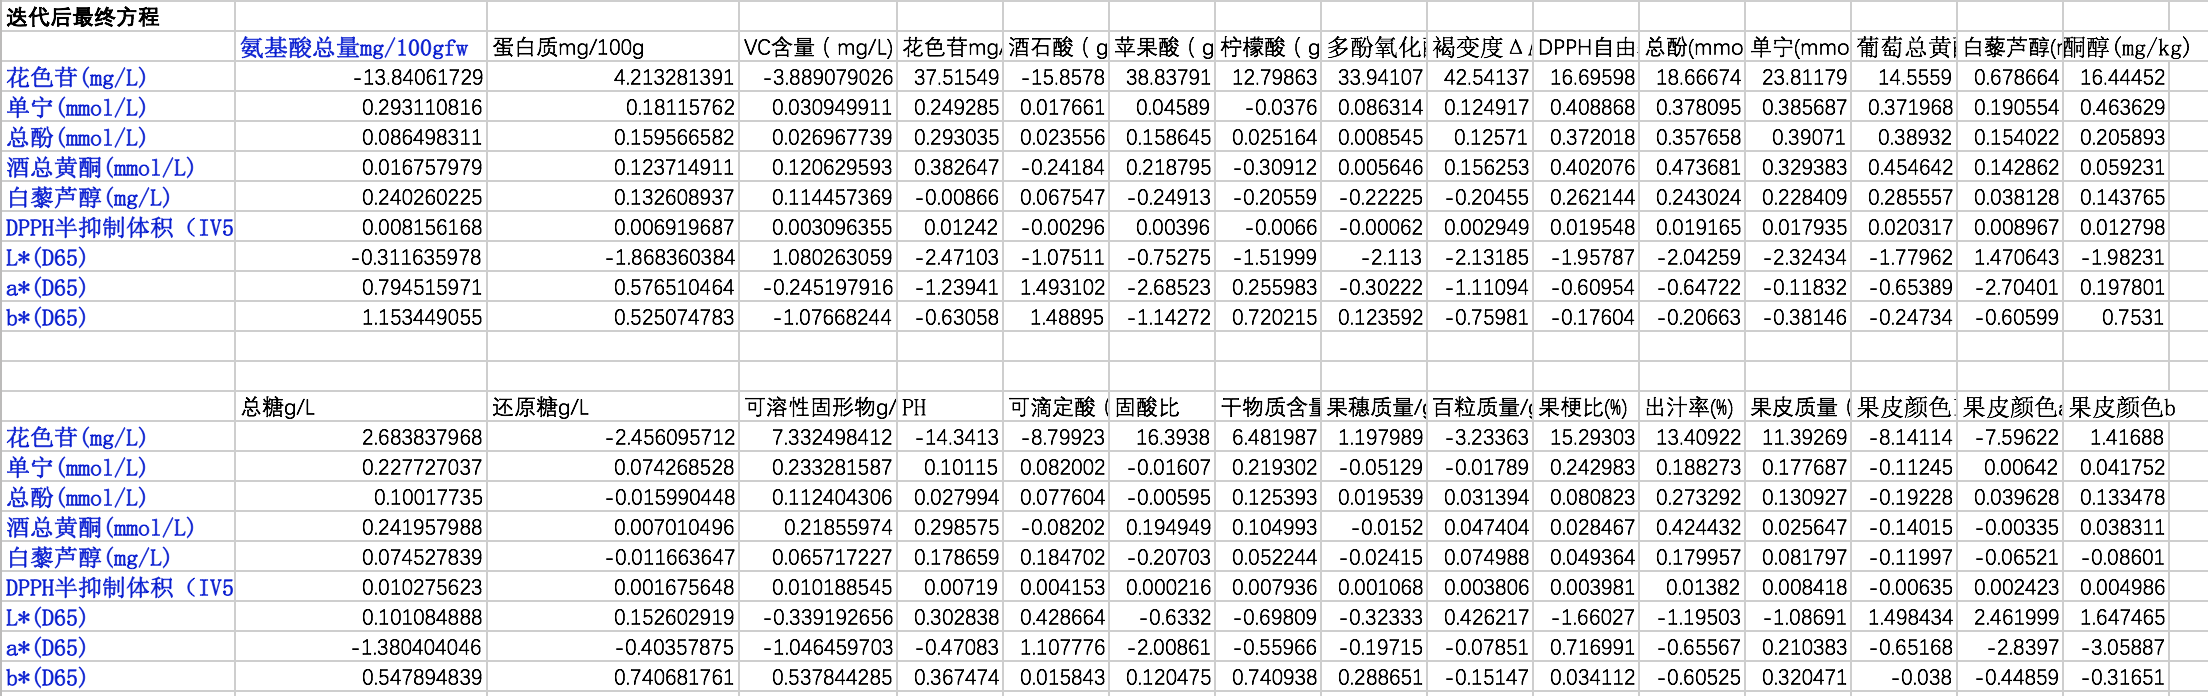 迭代后最终方程
氨基酸总量mg/100gfw 蛋白质mg/100g VC含量（mg/L) 花色苷mg/ 酒石酸（g 苹果酸（g 柠檬酸（g 多酚氧化 褐变度 Δ DPPH自由 总酚(mmo 单宁(mmo 葡萄总黄 白藜芦醇( 酮醇(mg/kg)
花色苷(mg/L) -13.84061729 4.213281391 -3.889079026 37.51549 -15.8578 38.83791 12.79863 33.94107 42.54137 16.69598 18.66674 23.81179 14.5559 0.678664 16.44452
单宁(mmol/L) 0.293110816 0.18115762 0.030949911 0.249285 0.017661 0.04589 -0.0376 0.086314 0.124917 0.408868 0.378095 0.385687 0.371968 0.190554 0.463629
总酚(mmol/L) 0.086498311 0.159566582 0.026967739 0.293035 0.023556 0.158645 0.025164 0.008545 0.12571 0.372018 0.357658 0.39071 0.38932 0.154022 0.205893
酒总黄酮(mmol/L) 0.016757979 0.123714911 0.120629593 0.382647 -0.24184 0.218795 -0.30912 0.005646 0.156253 0.402076 0.473681 0.329383 0.454642 0.142862 0.059231
白藜芦醇(mg/L) 0.240260225 0.132608937 0.114457369 -0.00866 0.067547 -0.24913 -0.20559 -0.22225 -0.20455 0.262144 0.243024 0.228409 0.285557 0.038128 0.143765
DPPH半抑制体积（IV5 0.008156168 0.006919687 0.003096355 0.01242 -0.00296 0.00396 -0.0066 -0.00062 0.002949 0.019548 0.019165 0.017935 0.020317 0.008967 0.012798
L*(D65) -0.311635978 -1.868360384 1.080263059 -2.47103 -1.07511 -0.75275 -1.51999 -2.113 -2.13185 -1.95787 -2.04259 -2.32434 -1.77962 1.470643 -1.98231
a*(D65) 0.794515971 0.576510464 -0.245197916 -1.23941 1.493102 -2.68523 0.255983 -0.30222 -1.11094 -0.60954 -0.64722 -0.11832 -0.65389 -2.70401 0.197801
b*(D65) 1.153449055 0.525074783 -1.07668244 -0.63058 1.48895 -1.14272 0.720215 0.123592 -0.75981 -0.17604 -0.20663 -0.38146 -0.24734 -0.60599 0.7531
总糖g/L 还原糖g/L 可溶性固形物g/ PH 可滴定酸（ 固酸比 干物质含量 果穗质量/g 百粒质量/g 果梗比(%) 出汁率(%) 果皮质量（ 果皮颜色 果皮颜色a 果皮颜色b
花色苷(mg/L) 2.683837968 -2.456095712 7.332498412 -14.3413 -8.79923 16.3938 6.481987 1.197989 -3.23363 15.29303 13.40922 11.39269 -8.14114 -7.59622 1.41688
单宁(mmol/L) 0.227727037 0.074268528 0.233281587 0.10115 0.082002 -0.01607 0.219302 -0.05129 -0.01789 0.242983 0.188273 0.177687 -0.11245 0.00642 0.041752
总酚(mmol/L) 0.10017735 -0.015990448 0.112404306 0.027994 0.077604 -0.00595 0.125393 0.019539 0.031394 0.080823 0.273292 0.130927 -0.19228 0.039628 0.133478
酒总黄酮(mmol/L) 0.241957988 0.007010496 0.21855974 0.298575 -0.08202 0.194949 0.104993 -0.0152 0.047404 0.028467 0.424432 0.025647 -0.14015 -0.00335 0.038311
白藜芦醇(mg/L) 0.074527839 -0.011663647 0.065717227 0.178659 0.184702 -0.20703 0.052244 -0.02415 0.074988 0.049364 0.179957 0.081797 -0.11997 -0.06521 -0.08601
DPPH半抑制体积（IV5 0.010275623 0.001675648 0.010188545 0.00719 0.004153 0.000216 0.007936 0.001068 0.003806 0.003981 0.01382 0.008418 -0.00635 0.002423 0.004986
L*(D65) 0.101084888 0.152602919 -0.339192656 0.302838 0.428664 -0.6332 -0.69809 -0.32333 0.426217 -1.66027 -1.19503 -1.08691 1.498434 2.461999 1.647465
a*(D65) -1.380404046 -0.40357875 -1.046459703 -0.47083 1.107776 -2.00861 -0.55966 -0.19715 -0.07851 0.716991 -0.65567 0.210383 -0.65168 -2.8397 -3.05887
b*(D65) 0.547894839 0.740681761 0.537844285 0.367474 0.015843 0.120475 0.740938 0.288651 -0.15147 0.034112 -0.60525 0.320471 -0.038 -0.44859 -0.31651